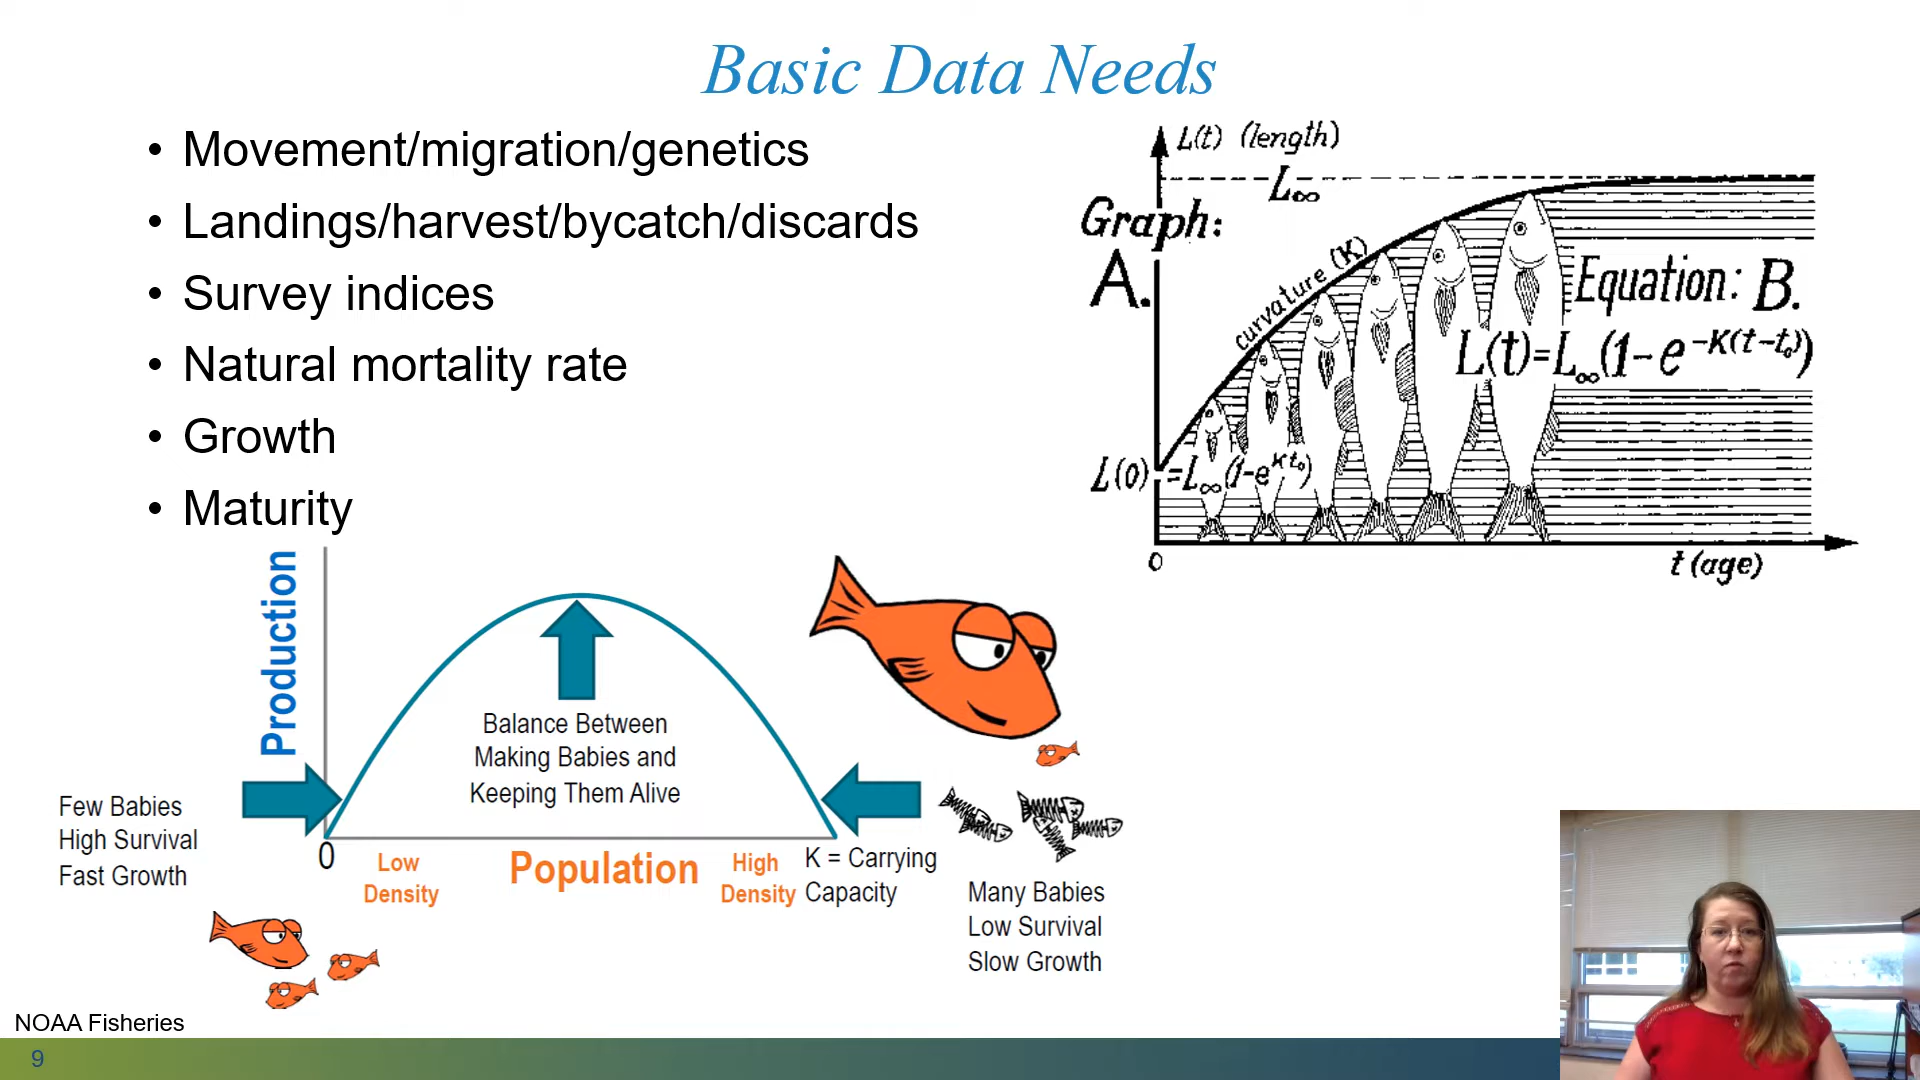 Basic Data Needs
• Movement/migration/genetics
• Landings/harvest/bycatch/discards
• Survey indices
• Natural mortality rate
• Growth
• Maturity
L(t) (length)
L∞
Graph:
A.
curvature (K)
Equation: B.
L(t)=L∞(1-e^-K(t-t₀))
L(0)=L∞(1-e^Kt₀)
0
t (age)
Production
Balance Between
Making Babies and
Keeping Them Alive
Few Babies
High Survival
Fast Growth
0
Low
Density
Population
High
Density
K = Carrying
Capacity
Many Babies
Low Survival
Slow Growth
NOAA Fisheries
9